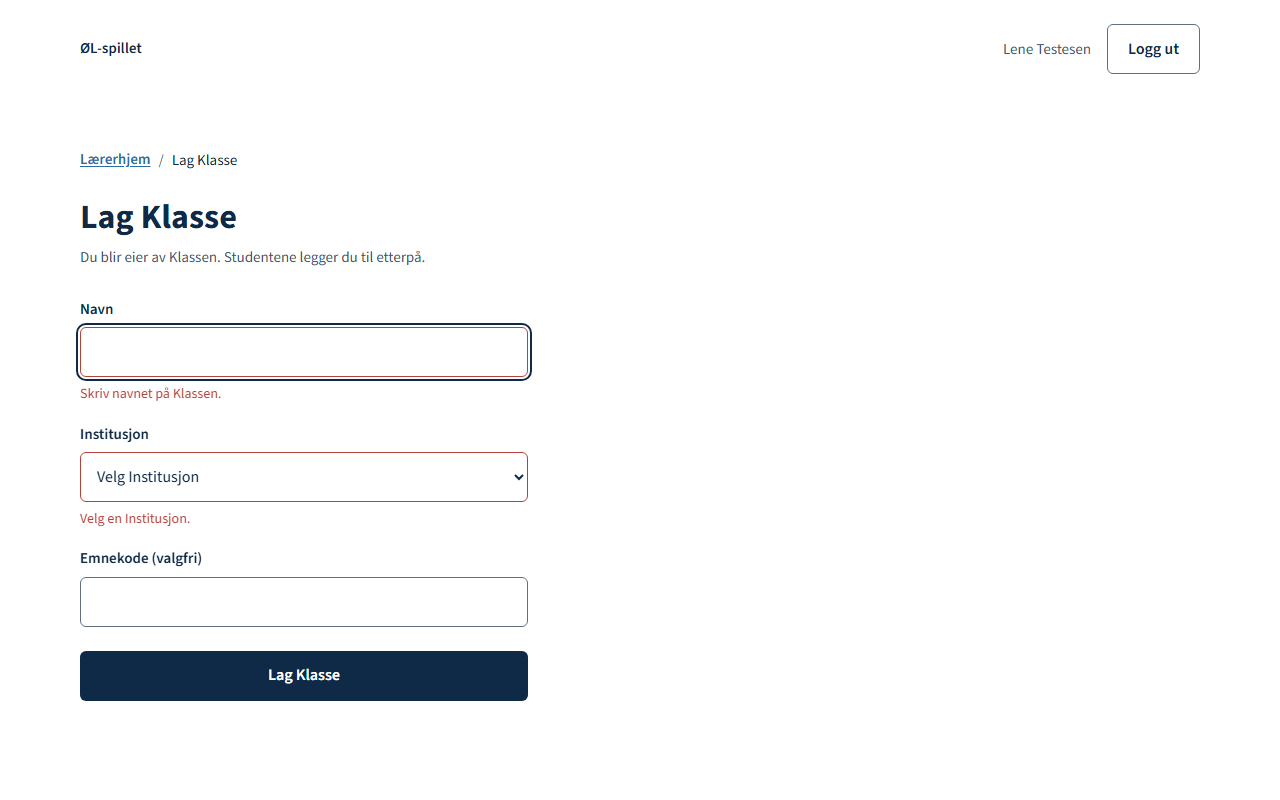 ØL-spillet
Lene Testesen
Logg ut
Lærerhjem / Lag Klasse
Lag Klasse
Du blir eier av Klassen. Studentene legger du til etterpå.
Navn
Skriv navnet på Klassen.
Institusjon
Velg Institusjon
Velg en Institusjon.
Emnekode (valgfri)
Lag Klasse